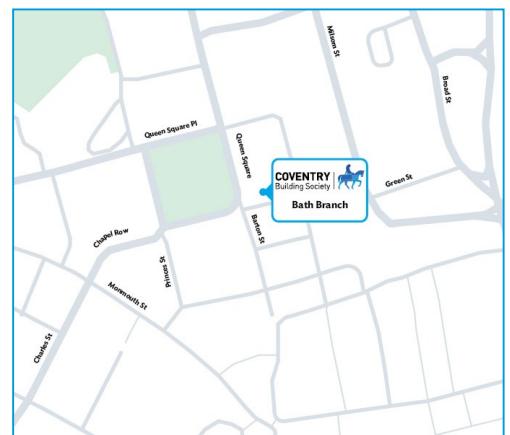 Milsom St
Broad St
Queen Square Pl
Queen Square
COVENTRY
Building Society
Bath Branch
Green St
Barton St
Chapel Row
Princes St
Monmouth St
Charles St